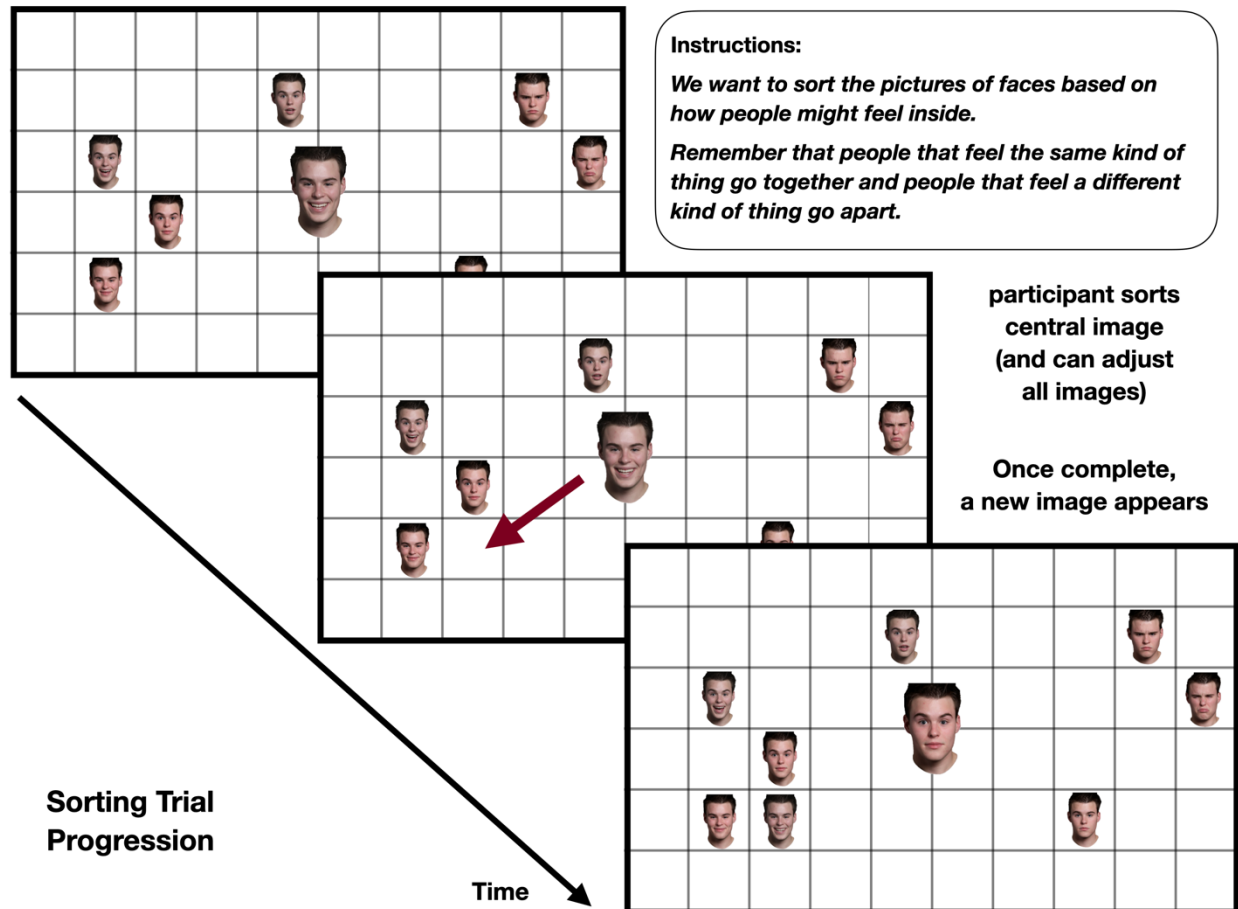 Instructions:
We want to sort the pictures of faces based on
how people might feel inside.
Remember that people that feel the same kind of
thing go together and people that feel a different
kind of thing go apart.
participant sorts
central image
(and can adjust
all images)
Once complete,
a new image appears
Sorting Trial
Progression
Time